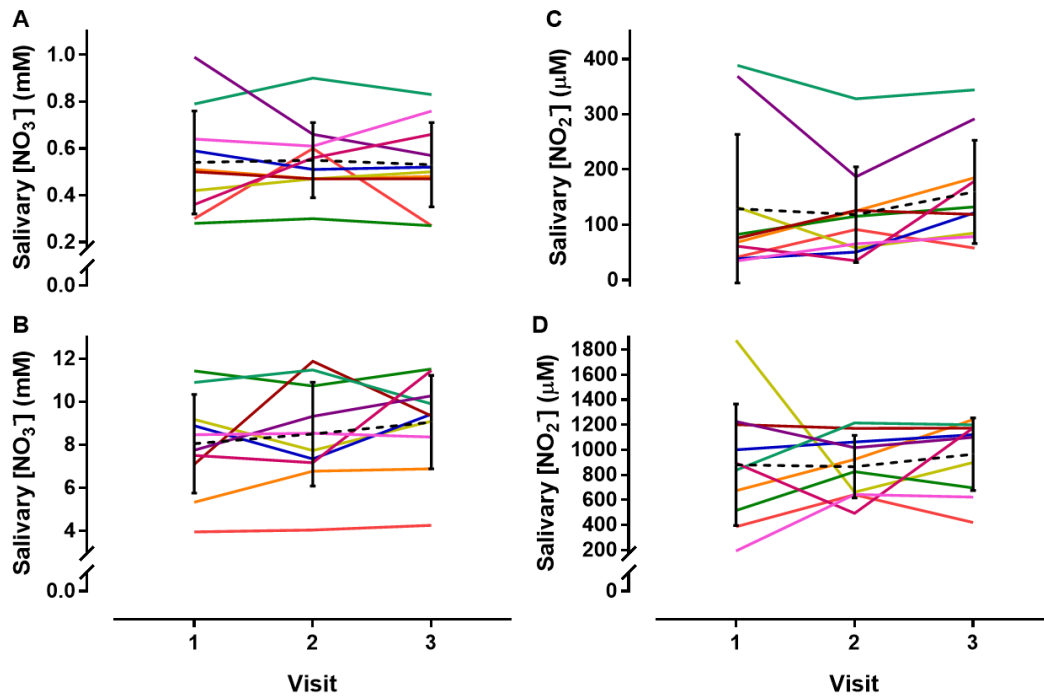 A
Salivary [NO₃⁻] (mM)
1.0
0.8
0.6
0.4
0.2
0.0
B
Salivary [NO₃⁻] (mM)
12
10
8
6
4
0.0
1 2 3
Visit
C
Salivary [NO₂⁻] (µM)
400
300
200
100
0
D
Salivary [NO₂⁻] (µM)
1800
1600
1400
1200
1000
800
600
400
200
0
1 2 3
Visit